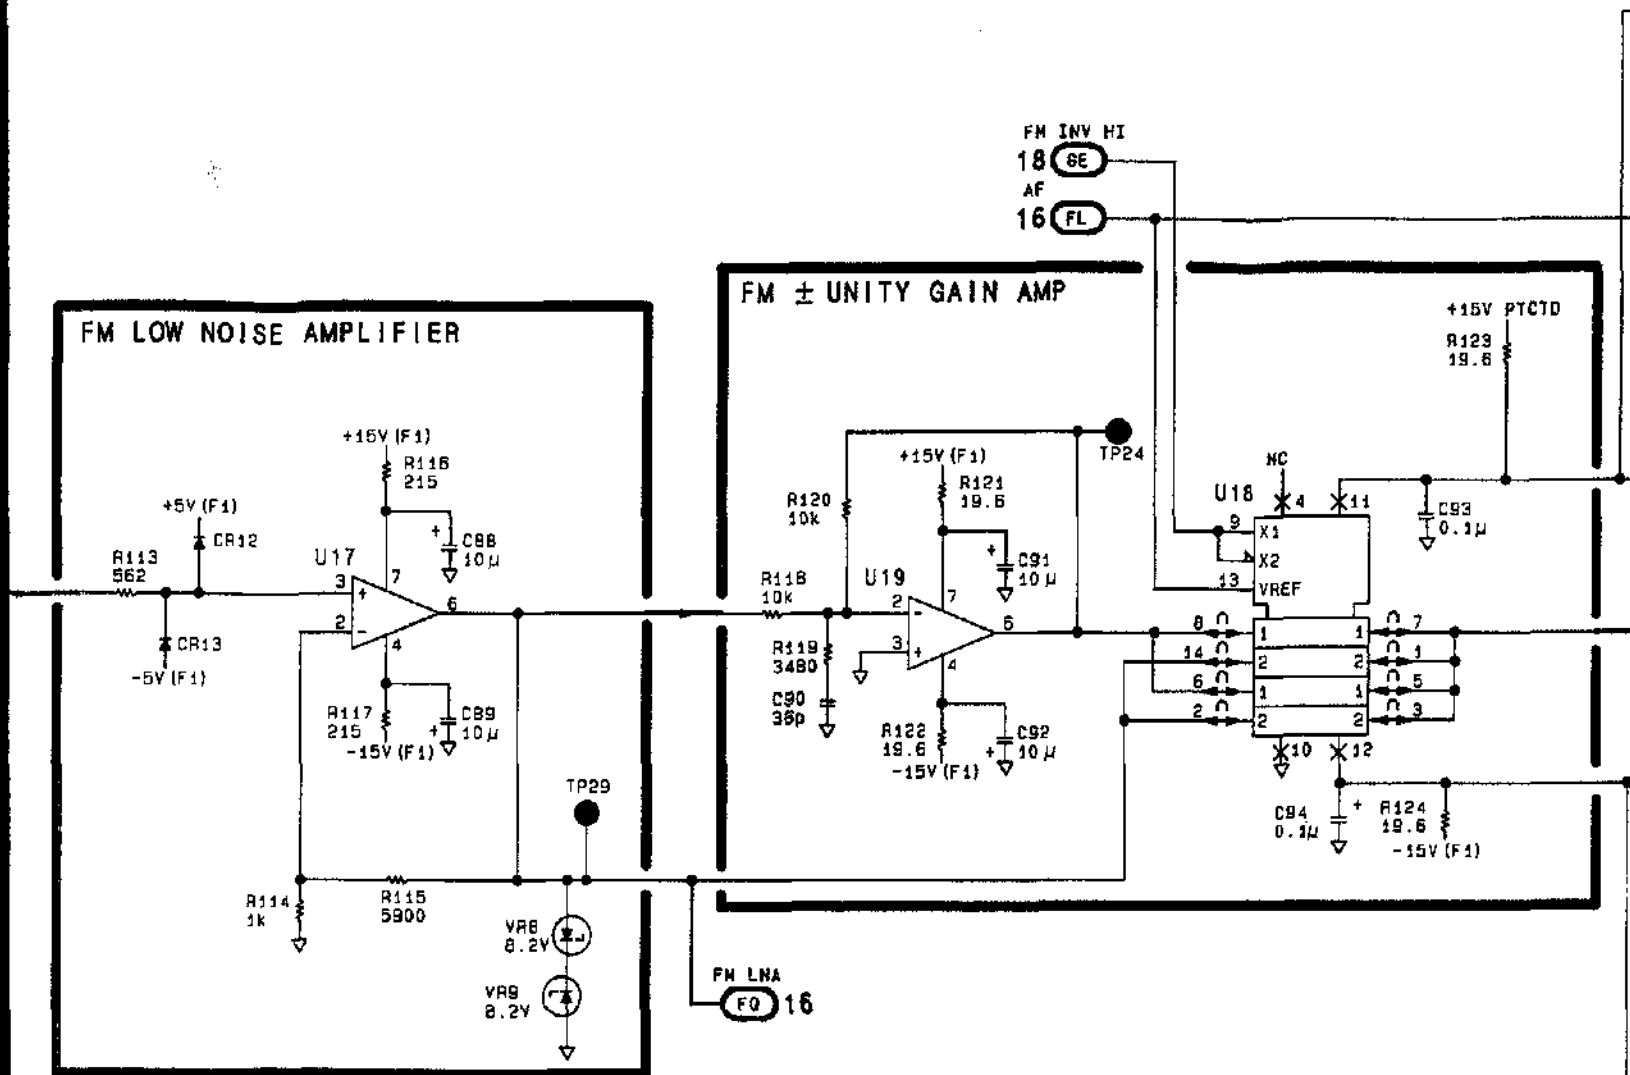 FM INV HI
18 GE
AF
16 FL
FM ± UNITY GAIN AMP
FM LOW NOISE AMPLIFIER
+15V PTCTD
R123
19.6
+15V (F1)
R116
215
+5V (F1)
CR12
R113
562
U17
+ C88
10µ
3 +
7
2 -
6
4
CR13
-5V (F1)
R117
215
-15V (F1)
+ C89
10µ
TP29
R114
1k
R115
5900
VR8
8.2V
VR9
8.2V
FM LNA
FQ 16
TP24
+15V (F1)
R121
19.6
R120
10k
+ C91
10µ
U19
R118
10k
2 -
7
6
3 +
4
R119
3480
C90
36p
R122
19.6
-15V (F1)
+ C92
10µ
NC
U18
4
11
9 X1
X2
13 VREF
C93
0.1µ
8 1 1 7
14 2 2 1
6 1 1 5
2 2 2 3
10
12
C94
0.1µ
+
R124
19.6
-15V (F1)